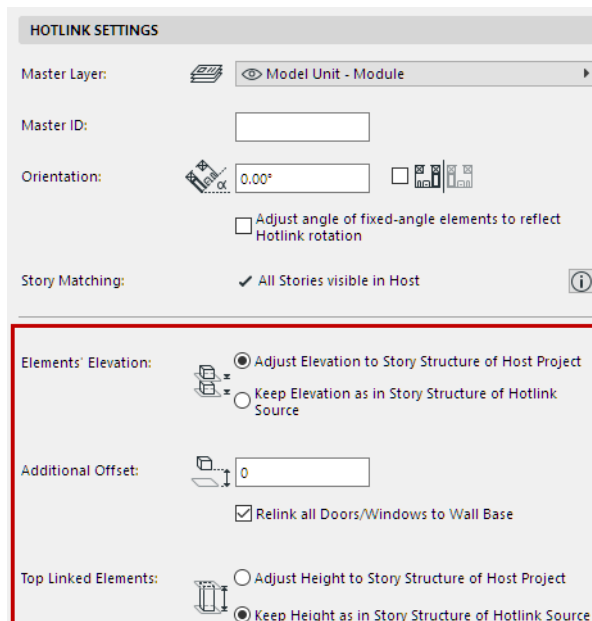 HOTLINK SETTINGS
Master Layer:
Model Unit - Module
Master ID:
Orientation:
α
0.00°
Adjust angle of fixed-angle elements to reflect
Hotlink rotation
Story Matching:
All Stories visible in Host
Elements' Elevation:
Adjust Elevation to Story Structure of Host Project
Keep Elevation as in Story Structure of Hotlink
Source
Additional Offset:
0
Relink all Doors/Windows to Wall Base
Top Linked Elements:
Adjust Height to Story Structure of Host Project
Keep Height as in Story Structure of Hotlink Source